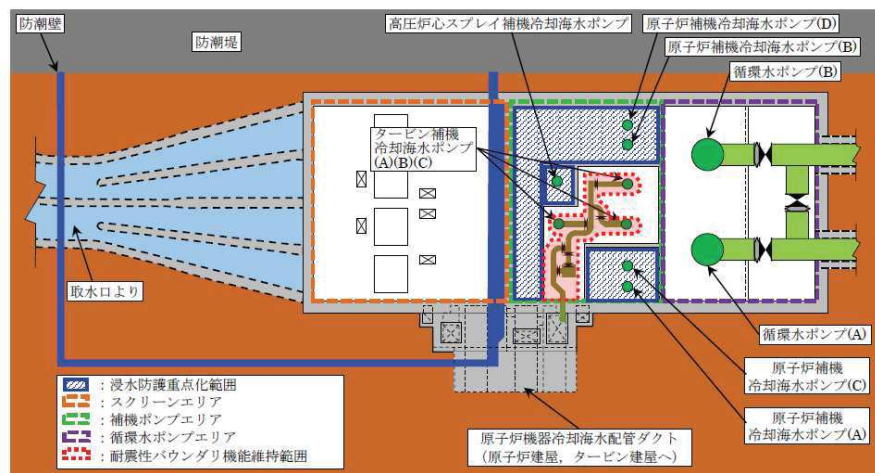 防潮壁
防潮堤
高圧炉心スプレイ補機冷却海水ポンプ
原子炉補機冷却海水ポンプ(D)
原子炉補機冷却海水ポンプ(B)
循環水ポンプ(B)
タービン補機
冷却海水ポンプ
(A)(B)(C)
取水口より
循環水ポンプ(A)
原子炉補機
冷却海水ポンプ(C)
原子炉補機
冷却海水ポンプ(A)
原子炉機器冷却海水配管ダクト
(原子炉建屋,タービン建屋へ)
:浸水防護重点化範囲
:スクリーンエリア
:補機ポンプエリア
:循環水ポンプエリア
:耐震性バウンダリ機能維持範囲